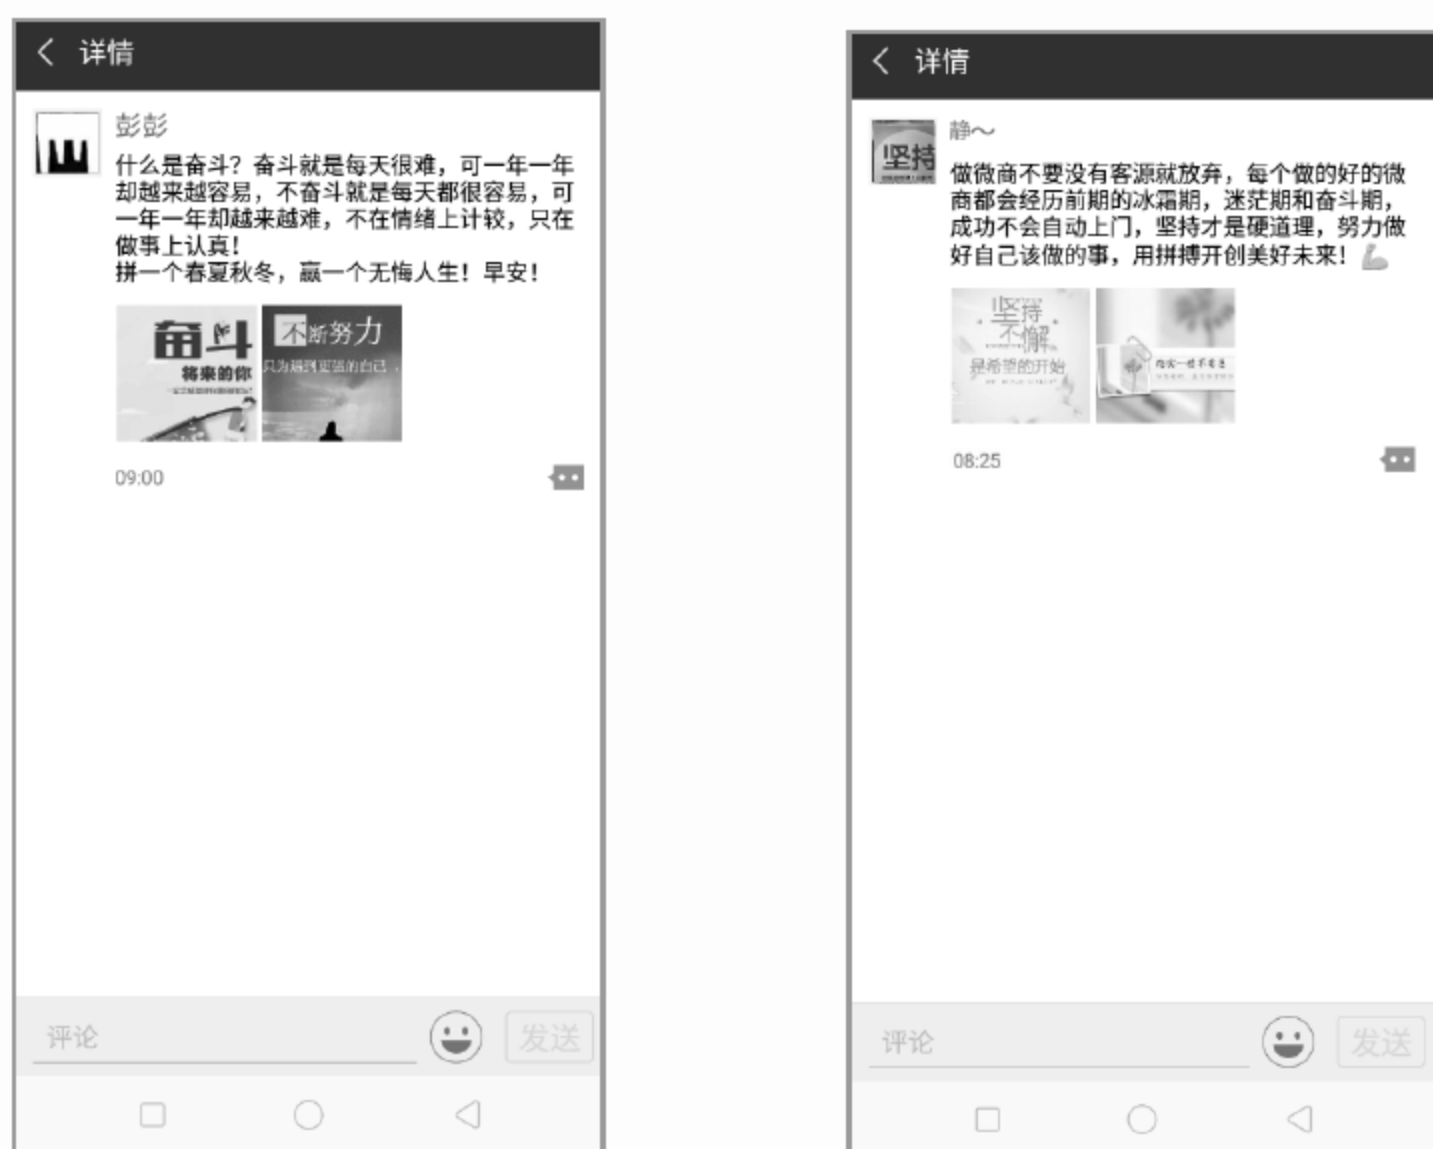 详情
彭彭
什么是奋斗？奋斗就是每天很难，可一年一年
却越来越容易，不奋斗就是每天都很容易，可
一年一年却越来越难，不在情绪上计较，只在
做事上认真！
拼一个春夏秋冬，赢一个无悔人生！早安！
奋斗
将来的你
不断努力
只为遇到更强的自己
09:00
评论
发送
详情
坚持
静～
做微商不要没有客源就放弃，每个做的好的微
商都会经历前期的冰霜期，迷茫期和奋斗期，
成功不会自动上门，坚持才是硬道理，努力做
好自己该做的事，用拼搏开创美好未来！💪
坚持
不懈
是希望的开始
08:25
评论
发送